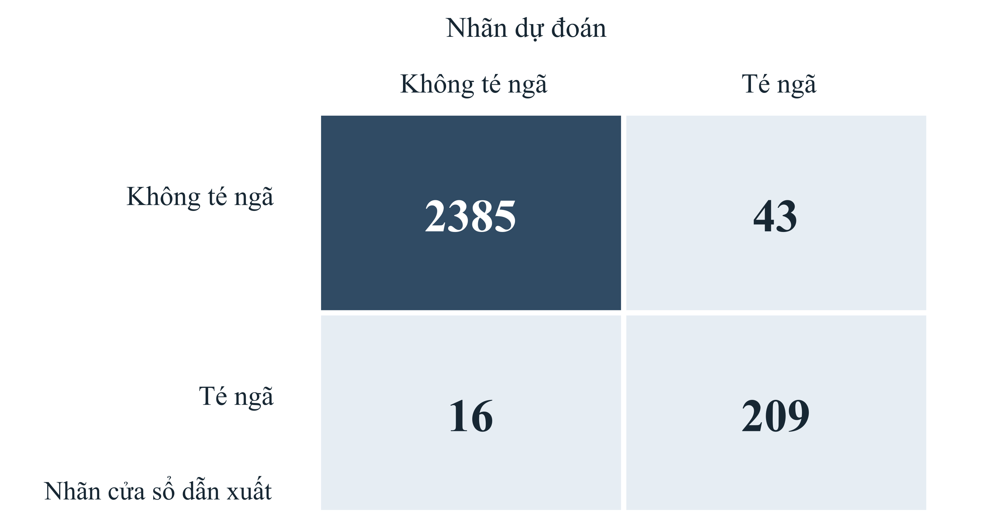 Nhãn dự đoán
Không té ngã Té ngã
Không té ngã 2385 43
Té ngã 16 209
Nhãn cửa sổ dẫn xuất